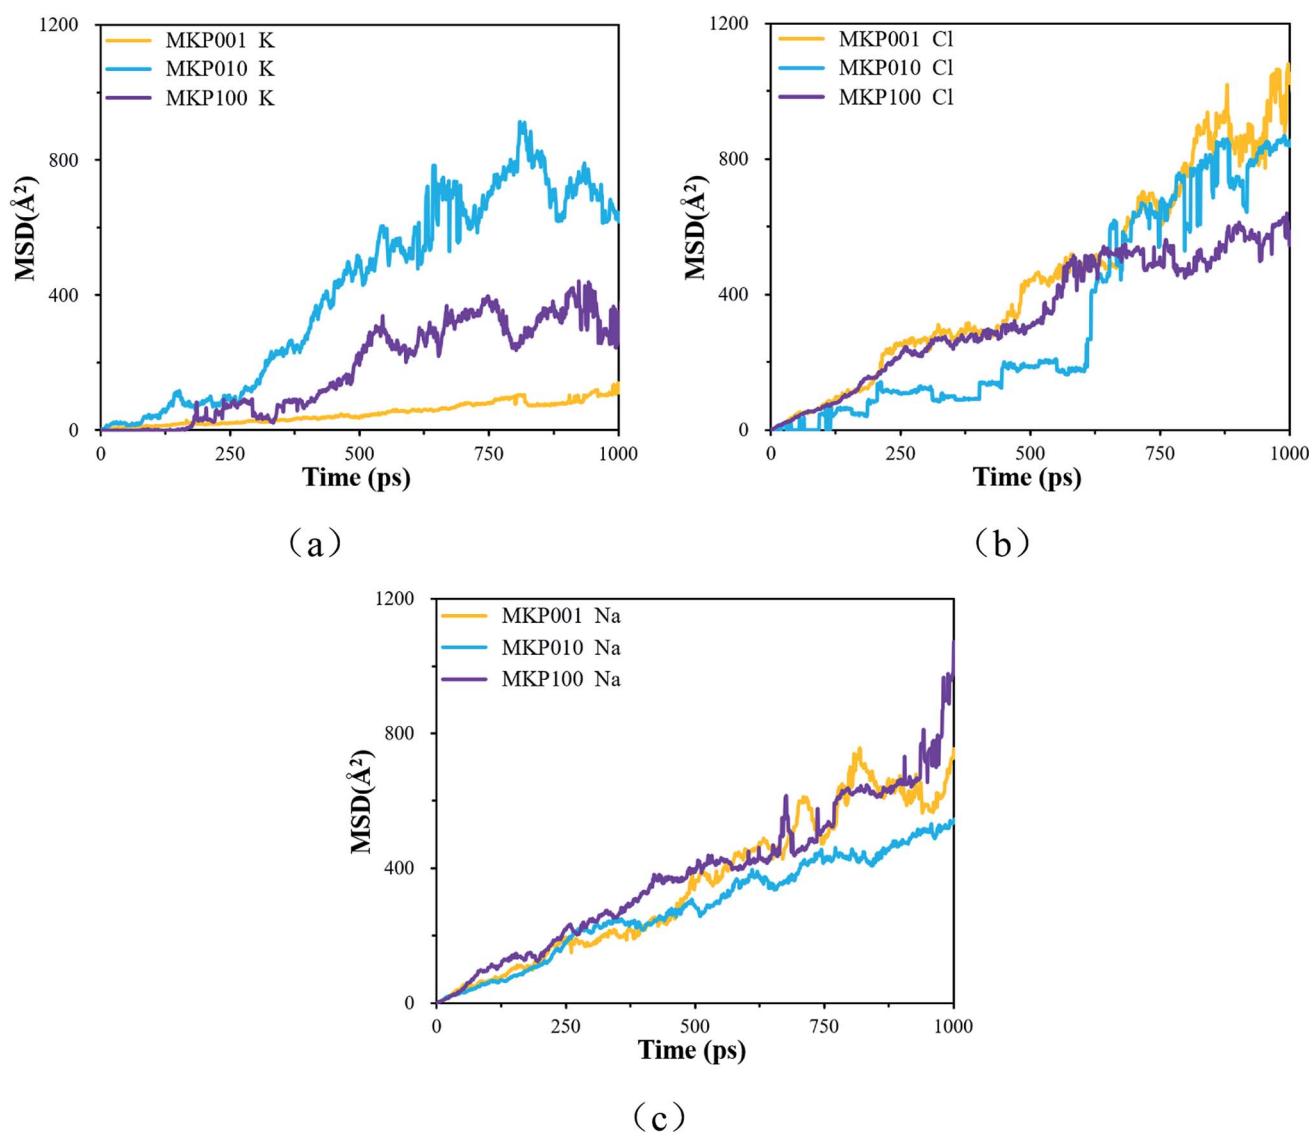 MKP001 K
MKP010 K
MKP100 K
1200
800
400
0
MSD(Å²)
0 250 500 750 1000
Time (ps)
（a）
MKP001 Cl
MKP010 Cl
MKP100 Cl
1200
800
400
0
MSD(Å²)
0 250 500 750 1000
Time (ps)
（b）
MKP001 Na
MKP010 Na
MKP100 Na
1200
800
400
0
MSD(Å²)
0 250 500 750 1000
Time (ps)
（c）